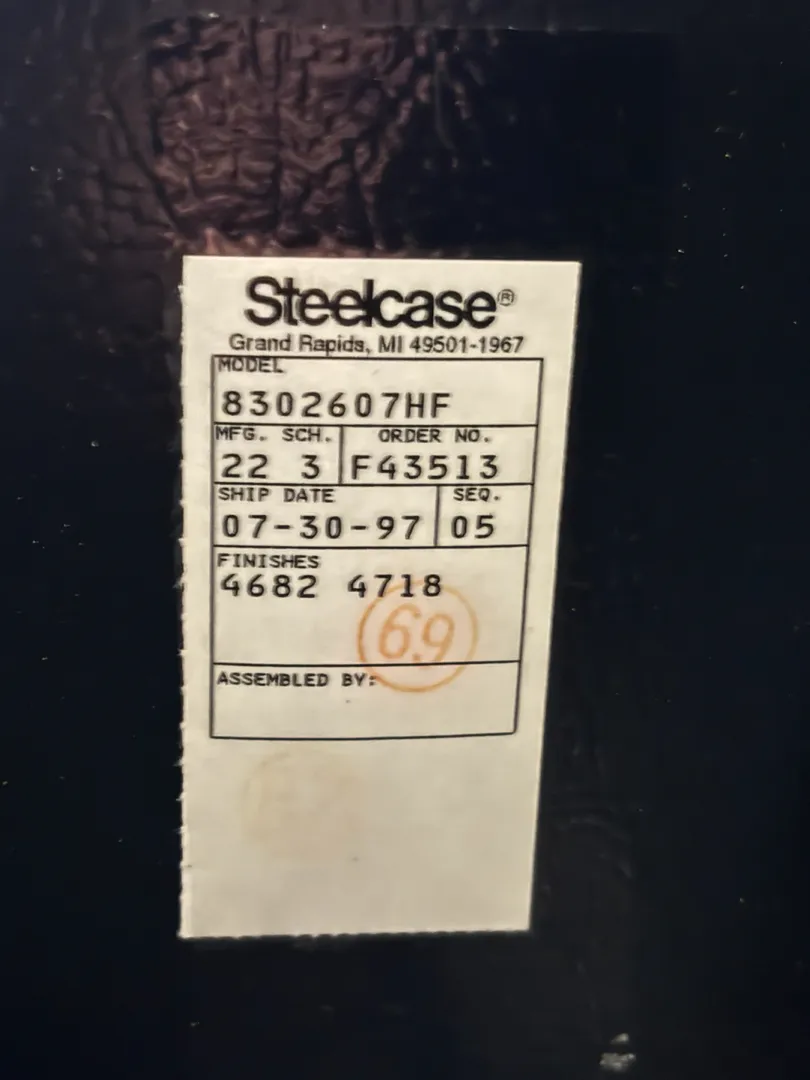 Steelcase®
Grand Rapids, MI 49501-1967
MODEL
8302607HF
MFG. SCH. ORDER NO.
22 3 F43513
SHIP DATE SEQ.
07-30-97 05
FINISHES
4682 4718
69
ASSEMBLED BY: